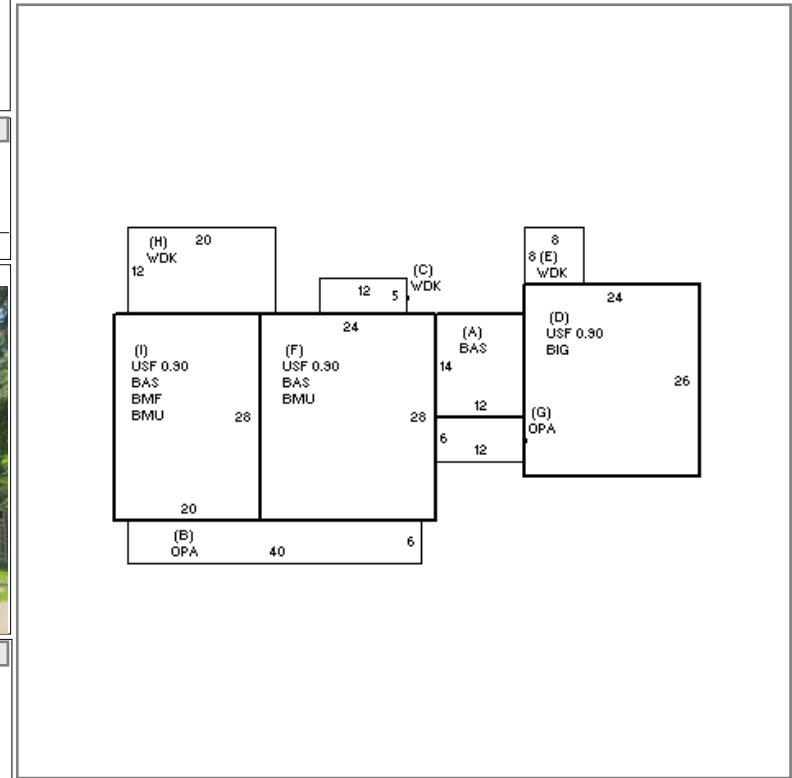 (H) 20
WDK
12
12 5
(C)
WDK
8
8 (E)
WDK
(I)
USF 0.90
BAS
BMF
BMU
28
20
24
(F)
USF 0.90
BAS
BMU
28
(A)
BAS
14
12
6
12
24
(D)
USF 0.90
BIG
26
(G)
OPA
(B)
OPA
40
6